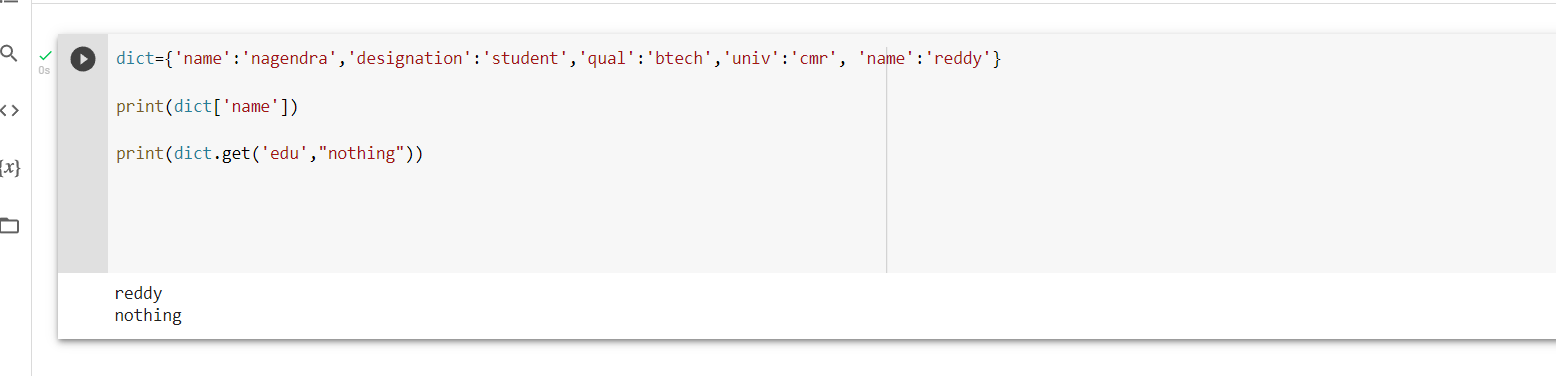 dict={'name':'nagendra','designation':'student','qual':'btech','univ':'cmr', 'name':'reddy'}
0s
<>
print(dict['name'])
{x}
print(dict.get('edu',"nothing"))
reddy
nothing